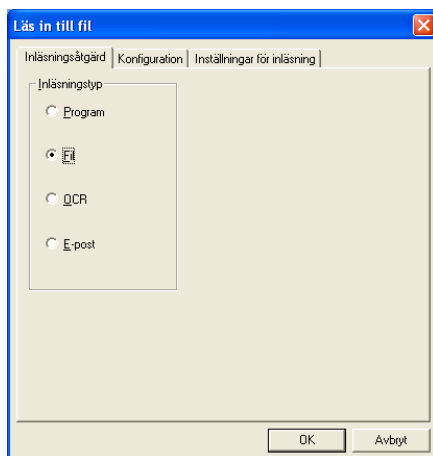 Läs in till fil
Inläsningsåtgärd Konfiguration Inställningar för inläsning
Inläsningstyp
Program
Fil
OCR
E-post
OK Avbryt